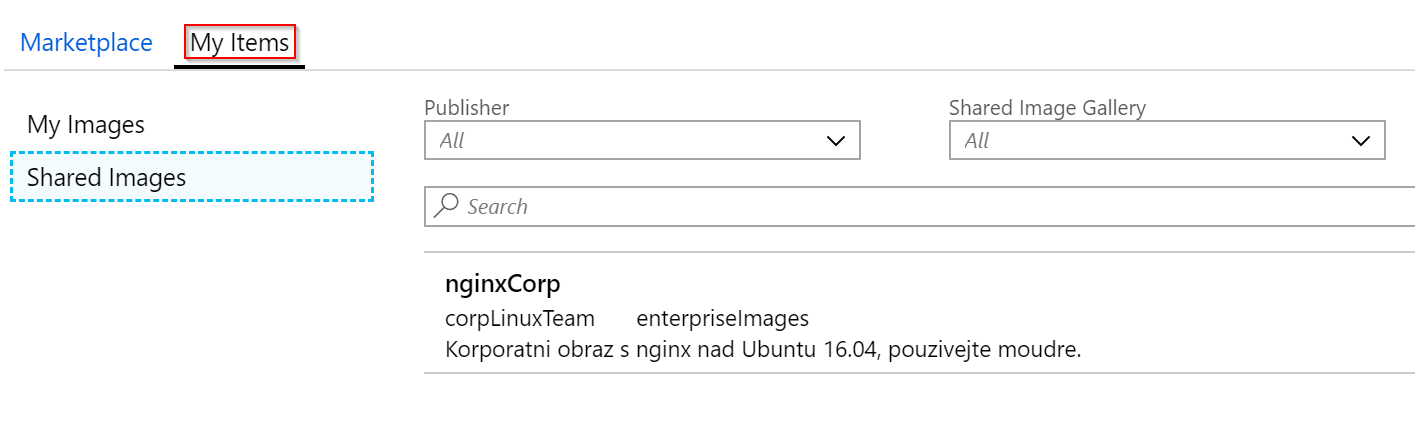 Marketplace My Items
My Images
Shared Images
Publisher Shared Image Gallery
All All
Search
nginxCorp
corpLinuxTeam enterpriseImages
Korporatni obraz s nginx nad Ubuntu 16.04, pouzivejte moudre.